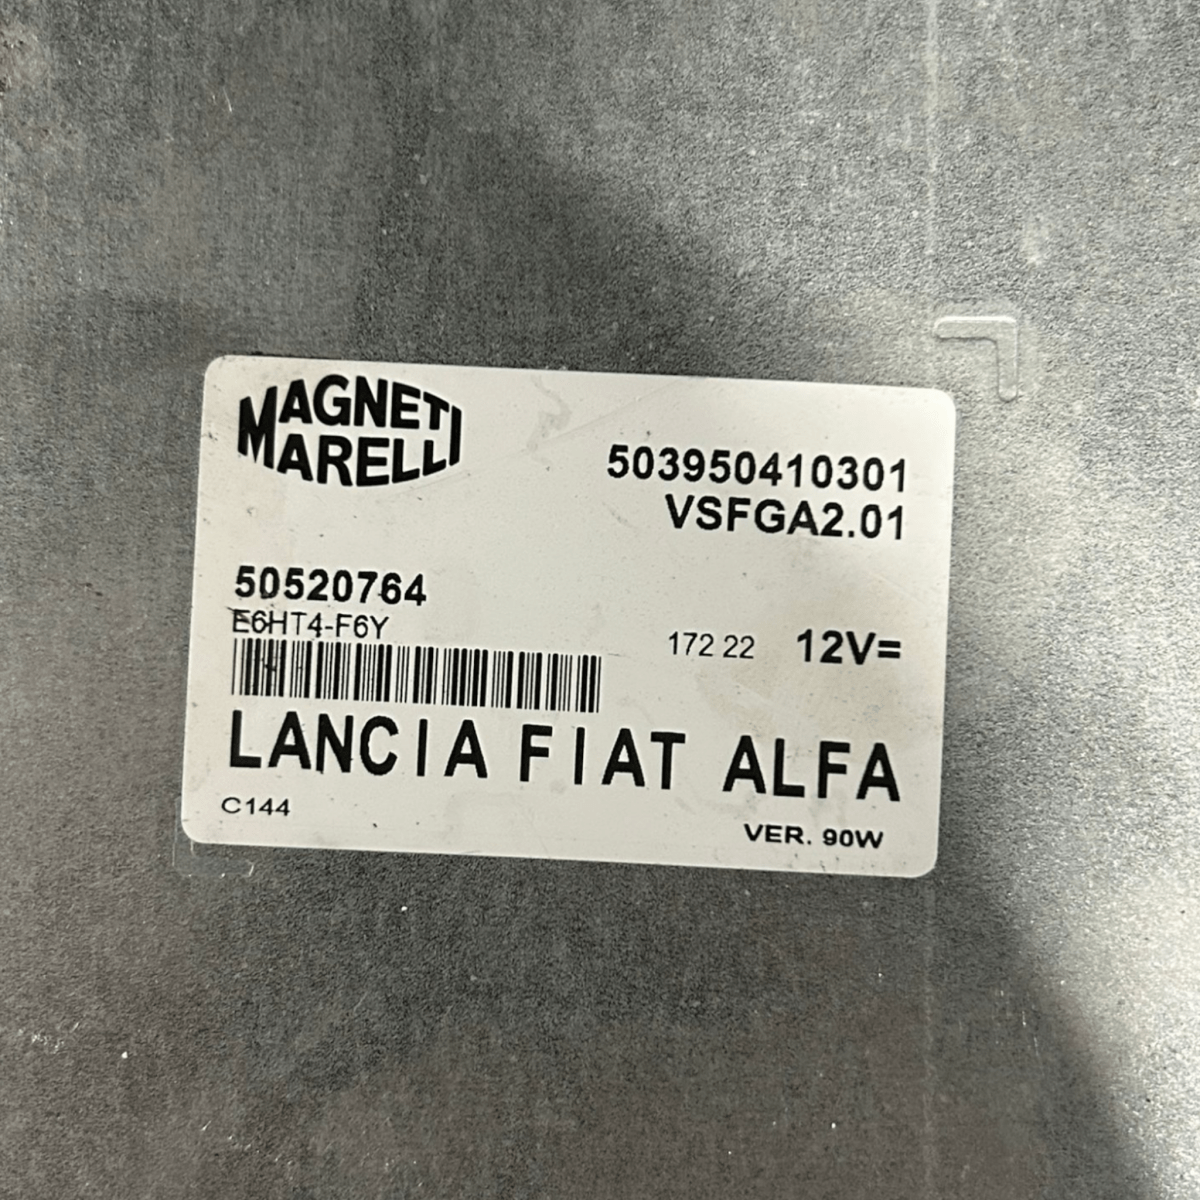 MAGNETI
MARELLI
503950410301
VSFGA2.01
50520764
E6HT4-F6Y
172 22 12V=
LANCIA FIAT ALFA
C144
VER. 90W